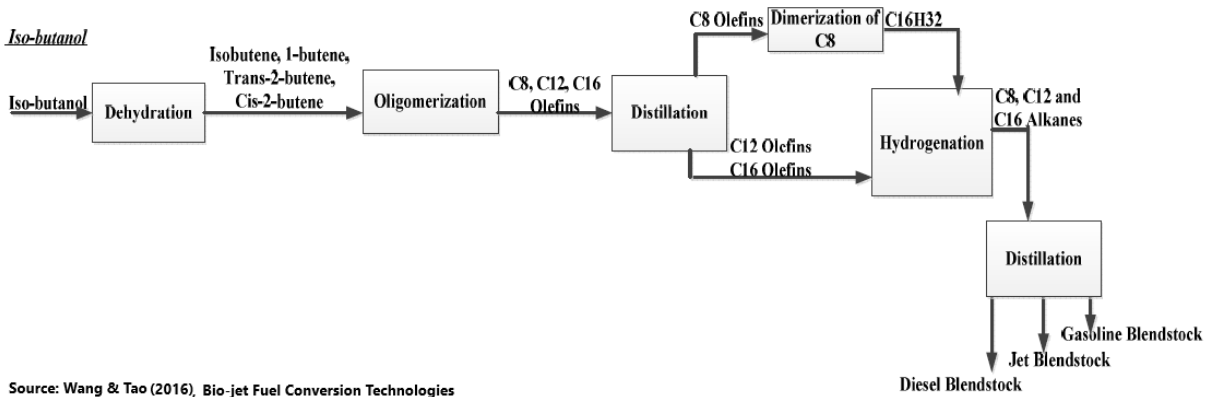 Iso-butanol
Iso-butanol
Dehydration
Isobutene, 1-butene,
Trans-2-butene,
Cis-2-butene
Oligomerization
C8, C12, C16
Olefins
Distillation
C8 Olefins
Dimerization of
C8
C16H32
C12 Olefins
C16 Olefins
Hydrogenation
C8, C12 and
C16 Alkanes
Distillation
Gasoline Blendstock
Jet Blendstock
Diesel Blendstock
Source: Wang & Tao (2016), Bio-jet Fuel Conversion Technologies